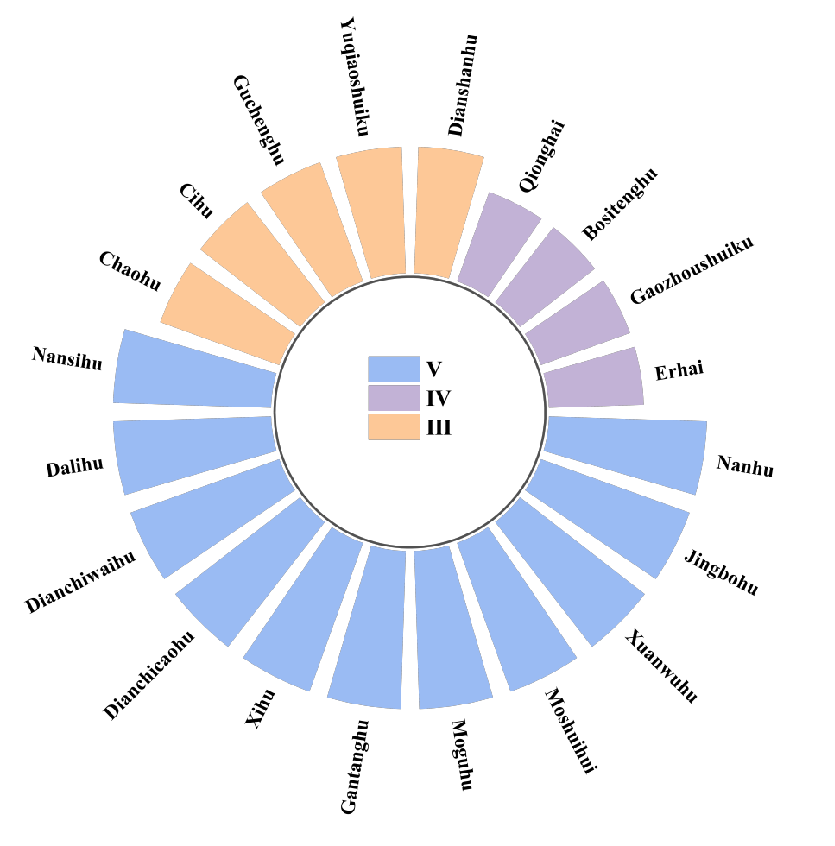 Yuqiaoshuiku
Dianshanhu
Qionghai
Bositenghu
Gaozhoushuiku
Erhai
Nanhu
Jingbohu
Xuanwuhu
Moshuihui
Moguhu
Gantanghu
Xihu
Dianchicaohu
Dianchiwaihu
Dalihu
Nansihu
Chaohu
Cihu
Guchenghu
V
IV
III